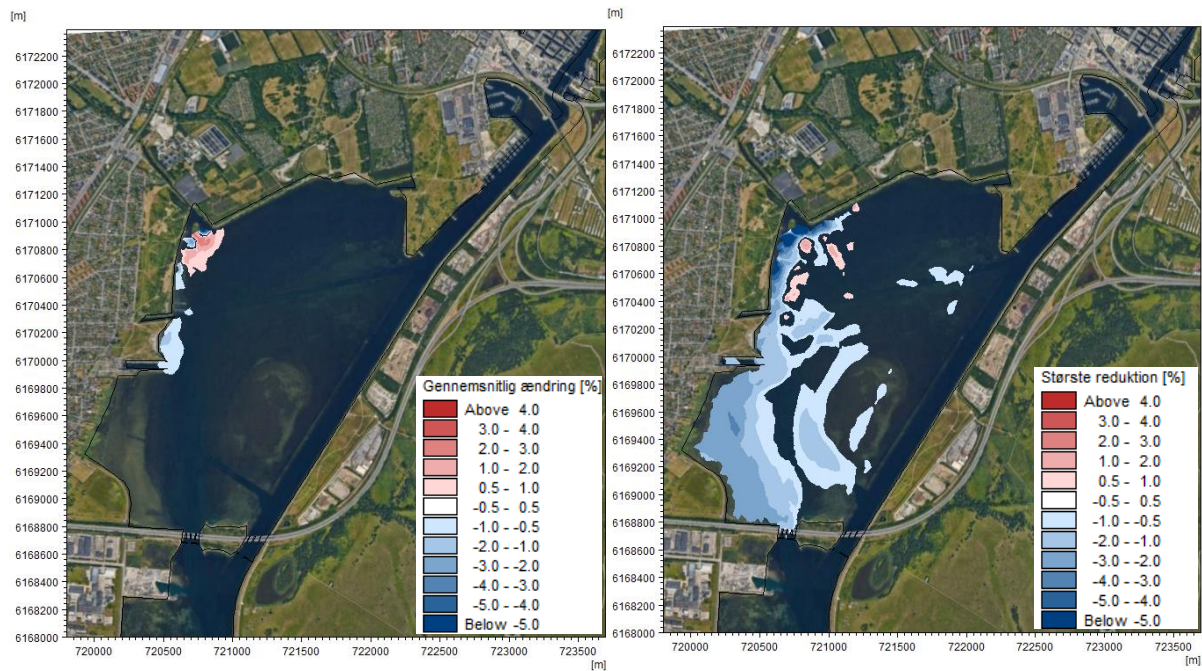 [m]
6172200
6172000
6171800
6171600
6171400
6171200
6171000
6170800
6170600
6170400
6170200
6170000
6169800
6169600
6169400
6169200
6169000
6168800
6168600
6168400
6168200
6168000
Gennemsnitlig ændring [%]
Above 4.0
3.0 - 4.0
2.0 - 3.0
1.0 - 2.0
0.5 - 1.0
-0.5 - 0.5
-1.0 - -0.5
-2.0 - -1.0
-3.0 - -2.0
-4.0 - -3.0
-5.0 - -4.0
Below -5.0
720000 720500 721000 721500 722000 722500 723000 723500
[m]
[m]
6172200
6172000
6171800
6171600
6171400
6171200
6171000
6170800
6170600
6170400
6170200
6170000
6169800
6169600
6169400
6169200
6169000
6168800
6168600
6168400
6168200
6168000
Største reduktion [%]
Above 4.0
3.0 - 4.0
2.0 - 3.0
1.0 - 2.0
0.5 - 1.0
-0.5 - 0.5
-1.0 - -0.5
-2.0 - -1.0
-3.0 - -2.0
-4.0 - -3.0
-5.0 - -4.0
Below -5.0
720000 720500 721000 721500 722000 722500 723000 723500
[m]